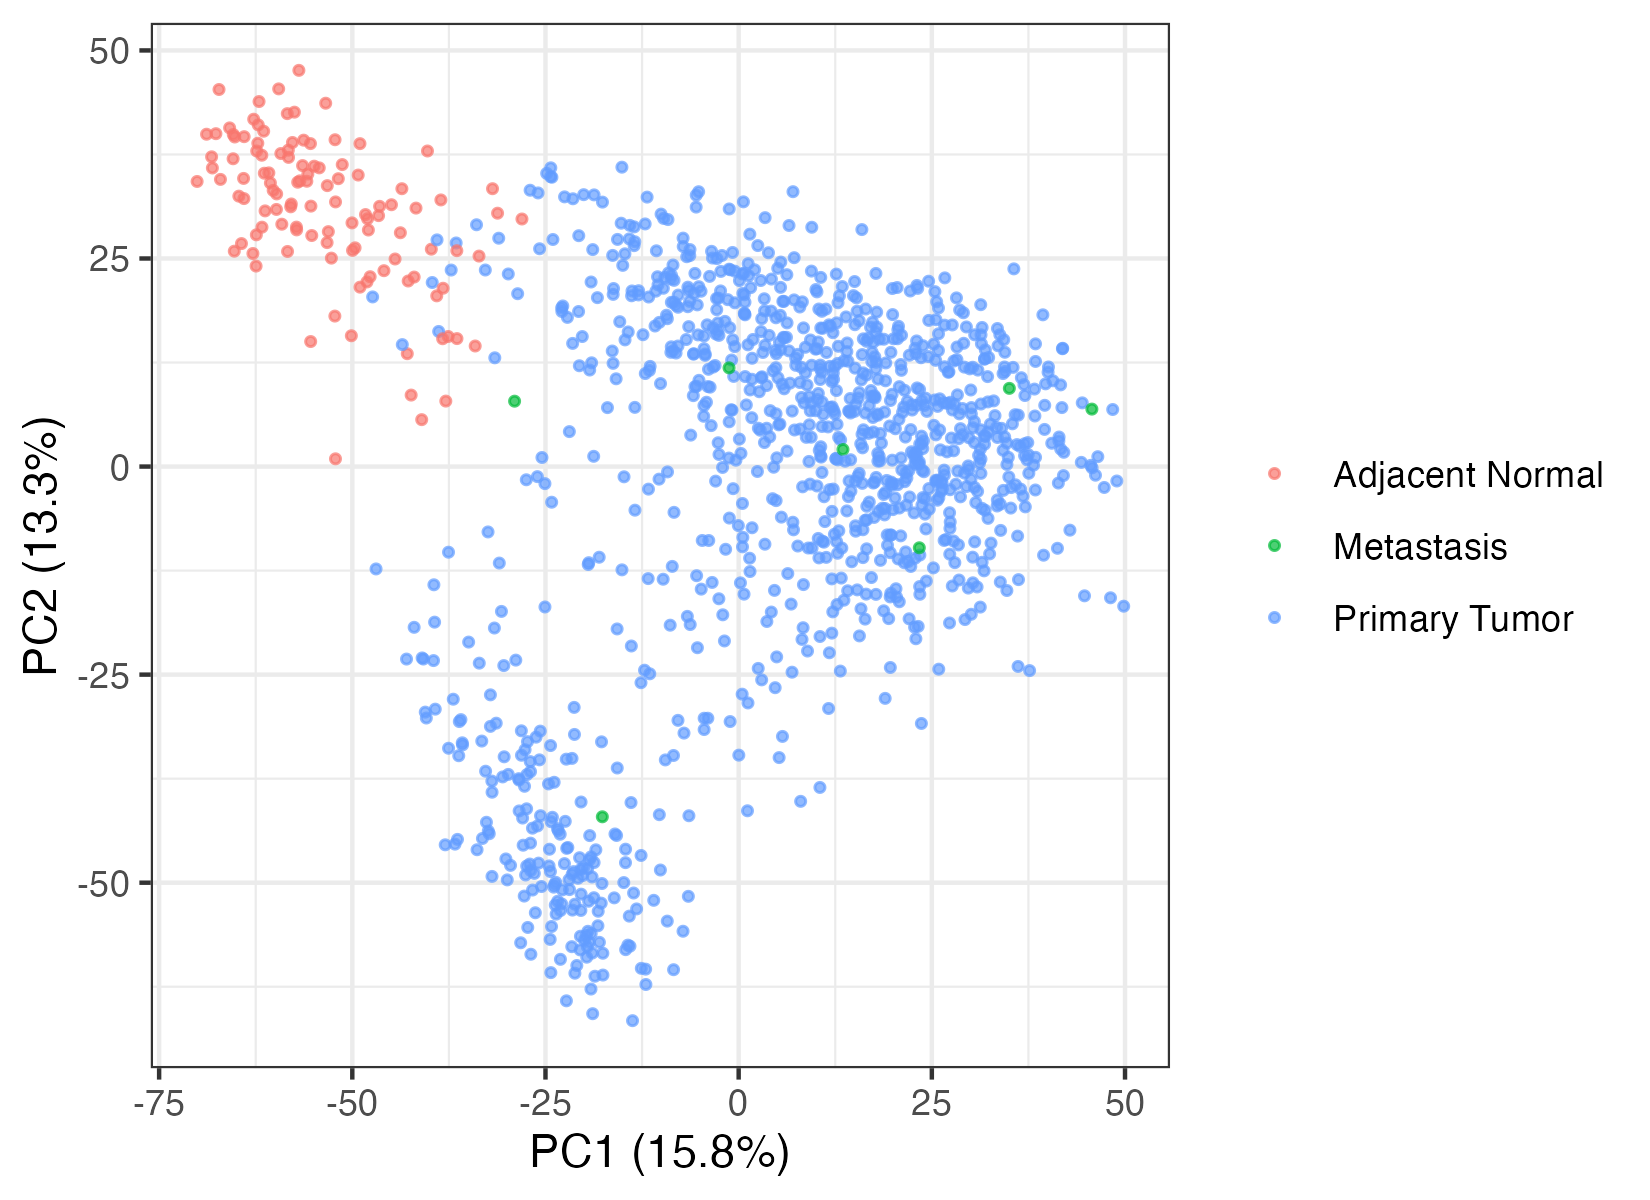 50
25
0
-25
-50
PC2 (13.3%)
-75 -50 -25 0 25 50
PC1 (15.8%)
Adjacent Normal
Metastasis
Primary Tumor